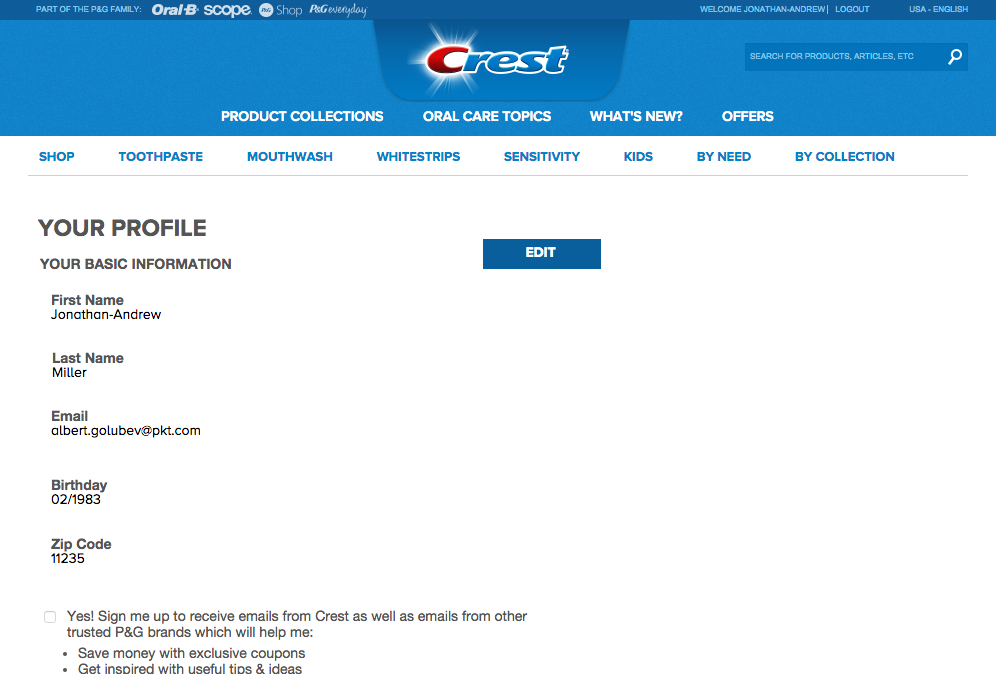 PART OF THE P&G FAMILY: Oral-B scope P&G Shop P&G everyday WELCOME JONATHAN-ANDREW| LOGOUT USA - ENGLISH
Crest
SEARCH FOR PRODUCTS, ARTICLES, ETC
PRODUCT COLLECTIONS ORAL CARE TOPICS WHAT'S NEW? OFFERS
SHOP TOOTHPASTE MOUTHWASH WHITESTRIPS SENSITIVITY KIDS BY NEED BY COLLECTION
YOUR PROFILE
EDIT
YOUR BASIC INFORMATION
First Name
Jonathan-Andrew
Last Name
Miller
Email
albert.golubev@pkt.com
Birthday
02/1983
Zip Code
11235
Yes! Sign me up to receive emails from Crest as well as emails from other
trusted P&G brands which will help me:
• Save money with exclusive coupons
• Get inspired with useful tips & ideas